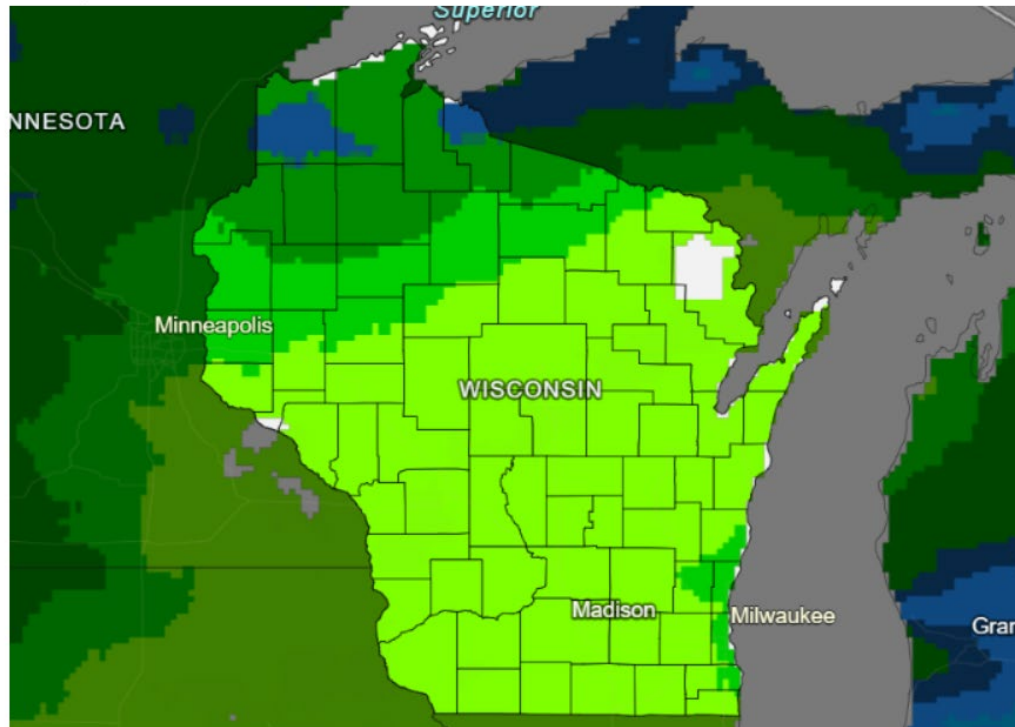 Superior
NNESOTA
Minneapolis
WISCONSIN
Madison
Milwaukee
Gran